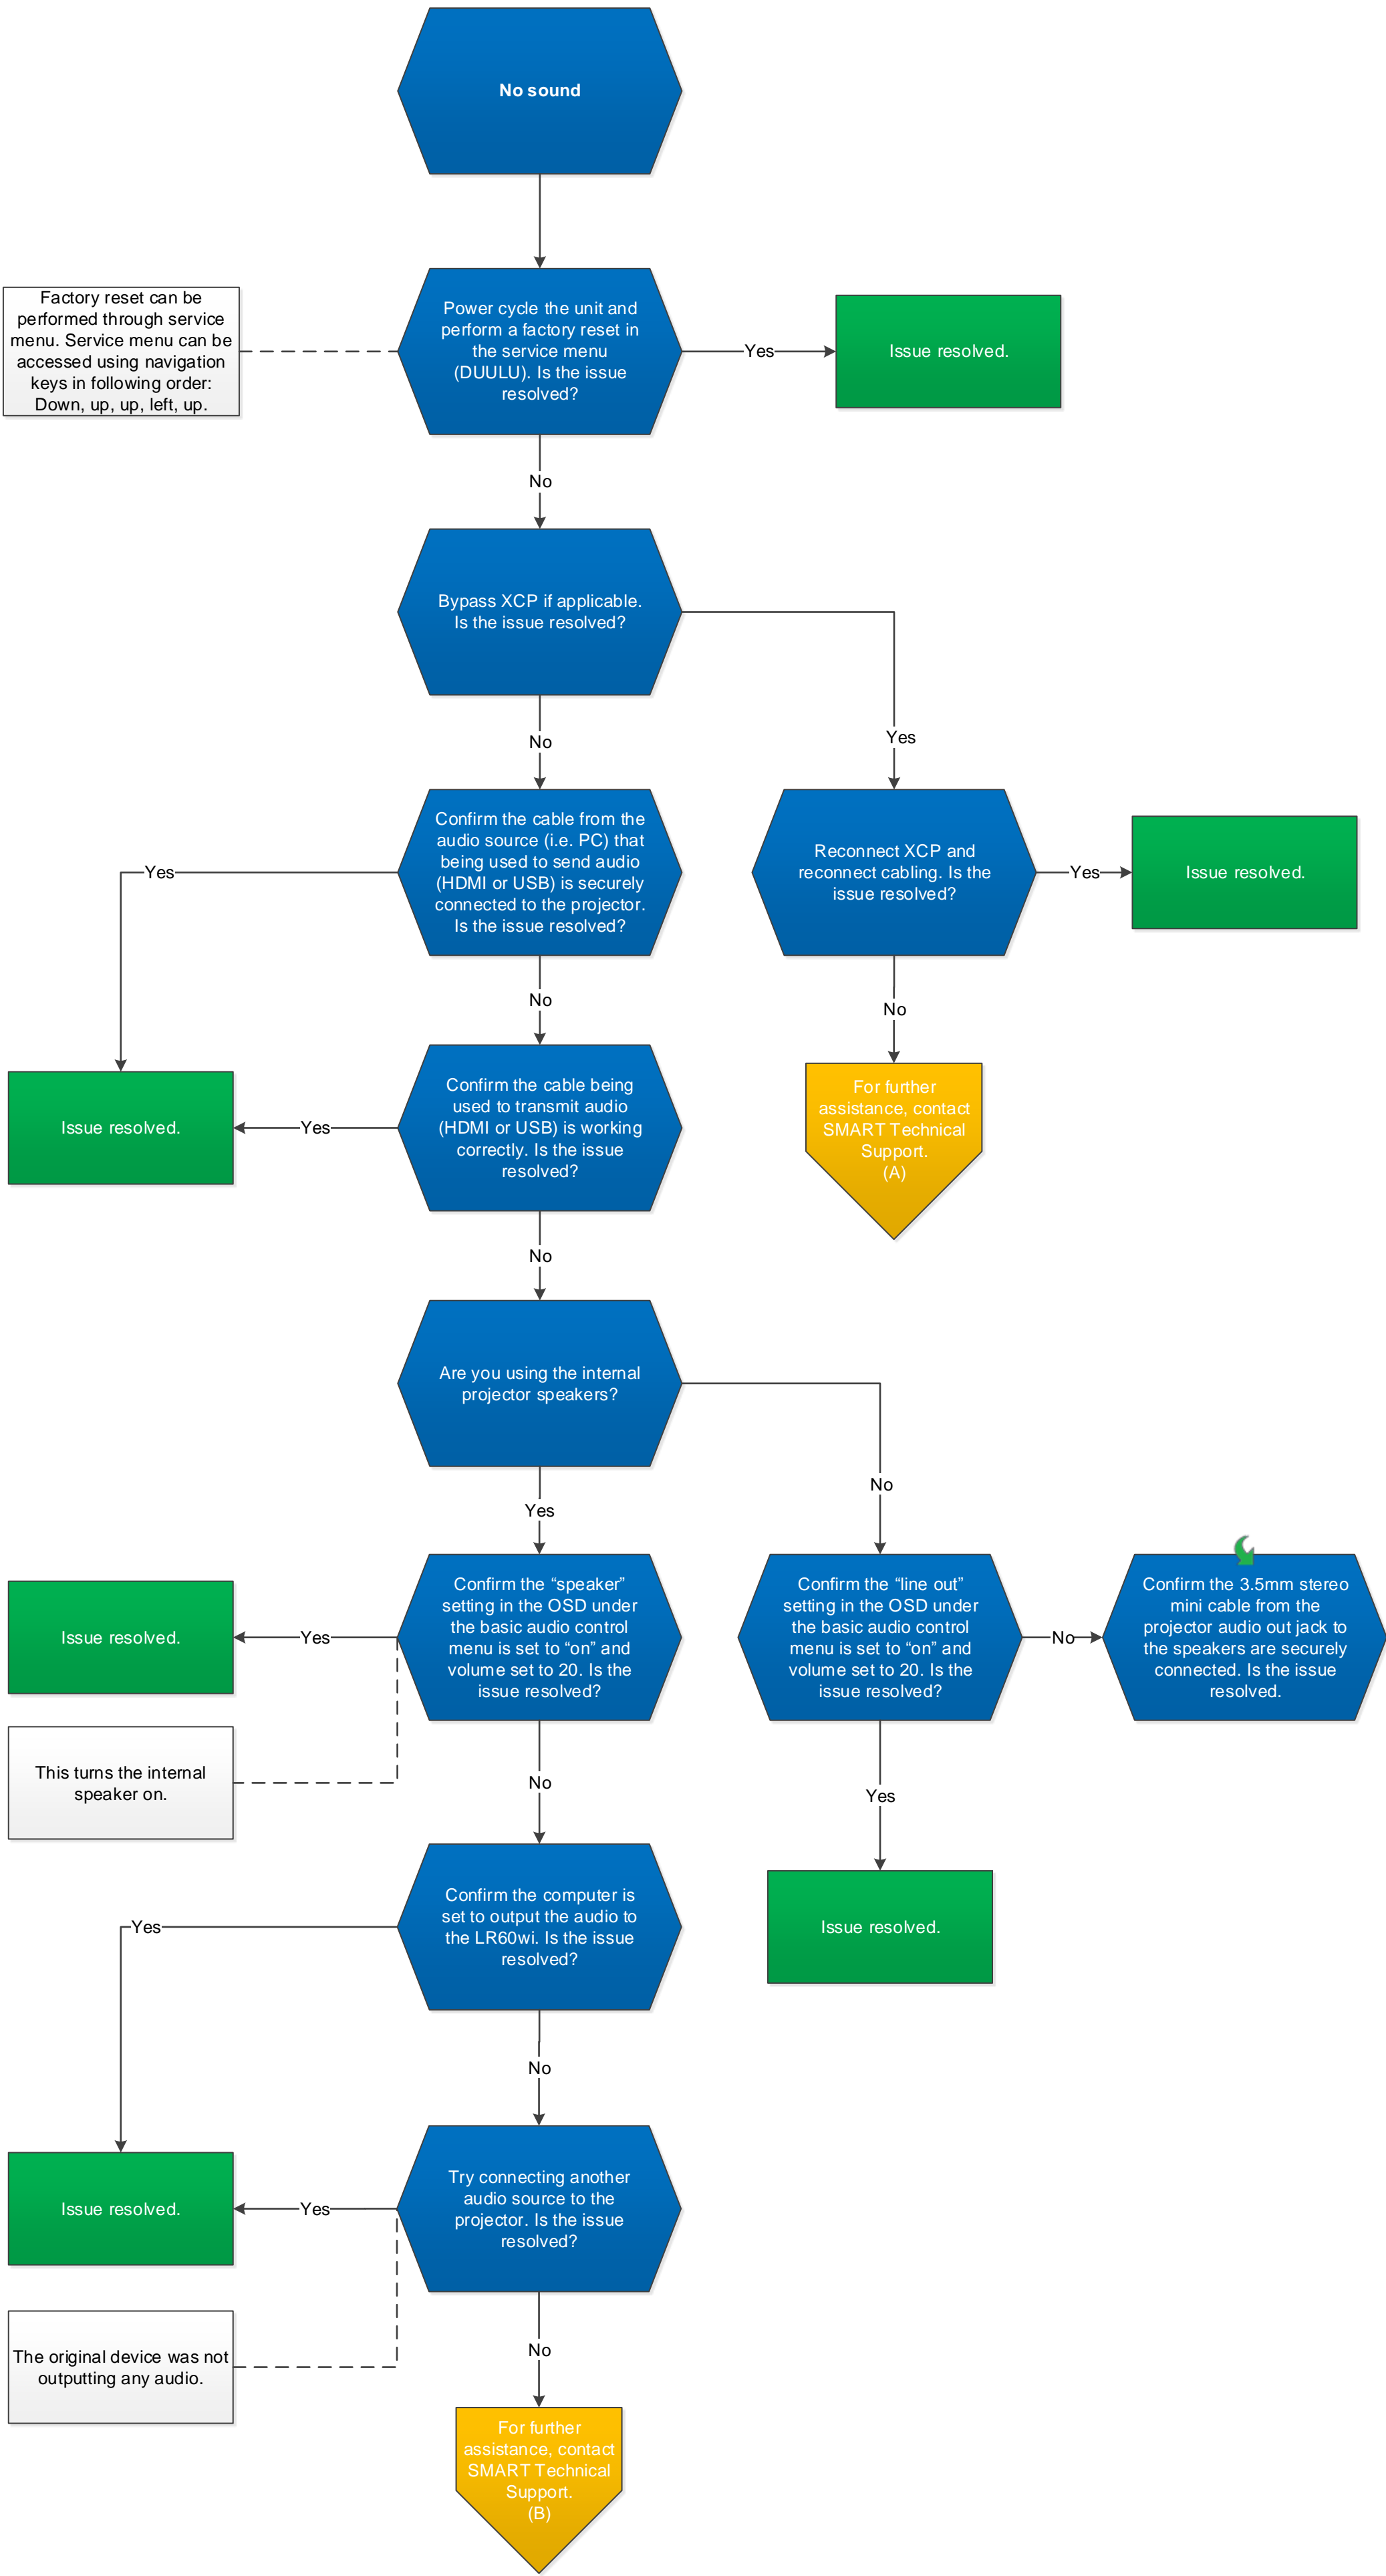 No sound
Factory reset can be
performed through service
menu. Service menu can be
accessed using navigation
keys in following order:
Down, up, up, left, up.
Power cycle the unit and
perform a factory reset in
the service menu
(DUULU). Is the issue
resolved?
Yes
Issue resolved.
No
Bypass XCP if applicable.
Is the issue resolved?
No
Yes
Confirm the cable from the
audio source (i.e. PC) that
being used to send audio
(HDMI or USB) is securely
connected to the projector.
Is the issue resolved?
Yes
Reconnect XCP and
reconnect cabling. Is the
issue resolved?
Yes
Issue resolved.
No
No
Issue resolved.
Yes
Confirm the cable being
used to transmit audio
(HDMI or USB) is working
correctly. Is the issue
resolved?
For further
assistance, contact
SMART Technical
Support.
(A)
No
Are you using the internal
projector speakers?
No
Yes
Issue resolved.
Yes
Confirm the “speaker”
setting in the OSD under
the basic audio control
menu is set to “on” and
volume set to 20. Is the
issue resolved?
Confirm the “line out”
setting in the OSD under
the basic audio control
menu is set to “on” and
volume set to 20. Is the
issue resolved?
No
Confirm the 3.5mm stereo
mini cable from the
projector audio out jack to
the speakers are securely
connected. Is the issue
resolved.
This turns the internal
speaker on.
No
Yes
Confirm the computer is
set to output the audio to
the LR60wi. Is the issue
resolved?
Yes
Issue resolved.
No
Issue resolved.
Yes
Try connecting another
audio source to the
projector. Is the issue
resolved?
The original device was not
outputting any audio.
No
For further
assistance, contact
SMART Technical
Support.
(B)